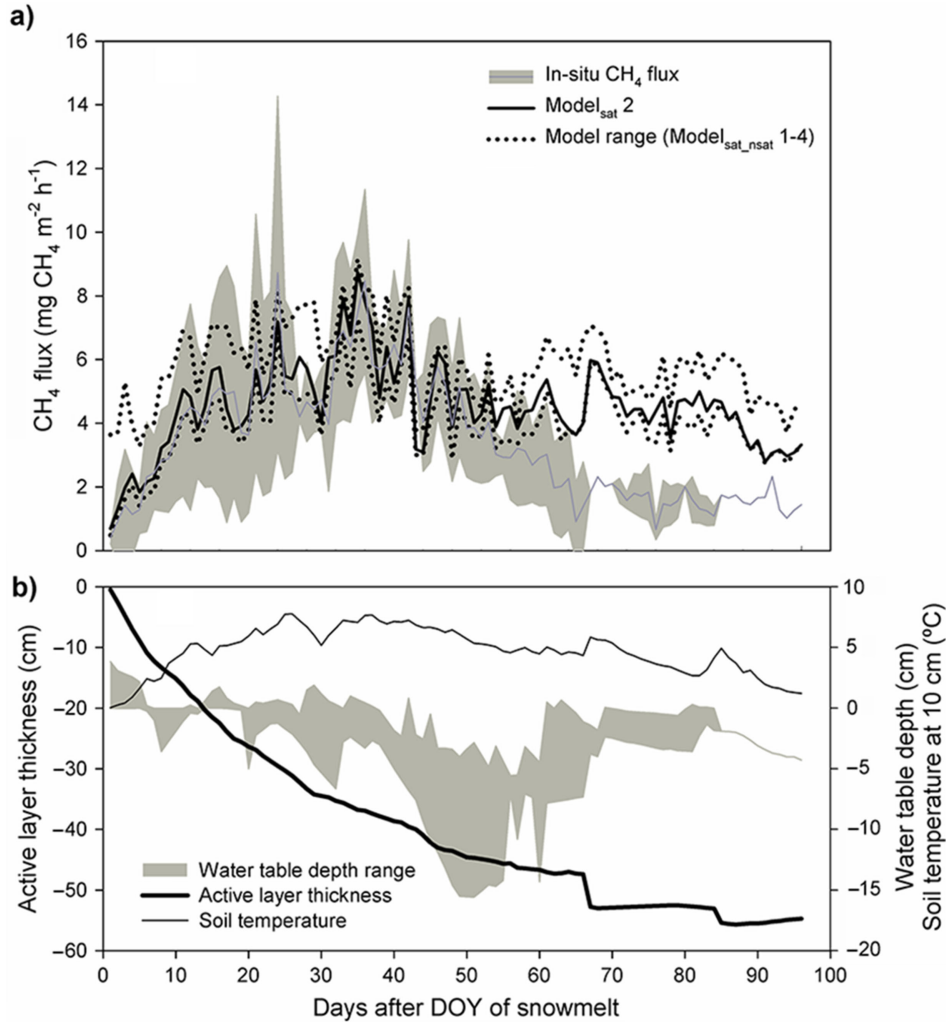 a)
16
14
12
10
8
6
4
2
0
CH4 flux (mg CH4 m-2 h-1)
In-situ CH4 flux
Modelsat 2
Model range (Modelsat_nsat 1-4)
b)
0
−10
−20
−30
−40
−50
−60
Active layer thickness (cm)
10
5
0
−5
−10
−15
−20
Water table depth (cm)
Soil temperature at 10 cm (ºC)
Water table depth range
Active layer thickness
Soil temperature
0 10 20 30 40 50 60 70 80 90 100
Days after DOY of snowmelt